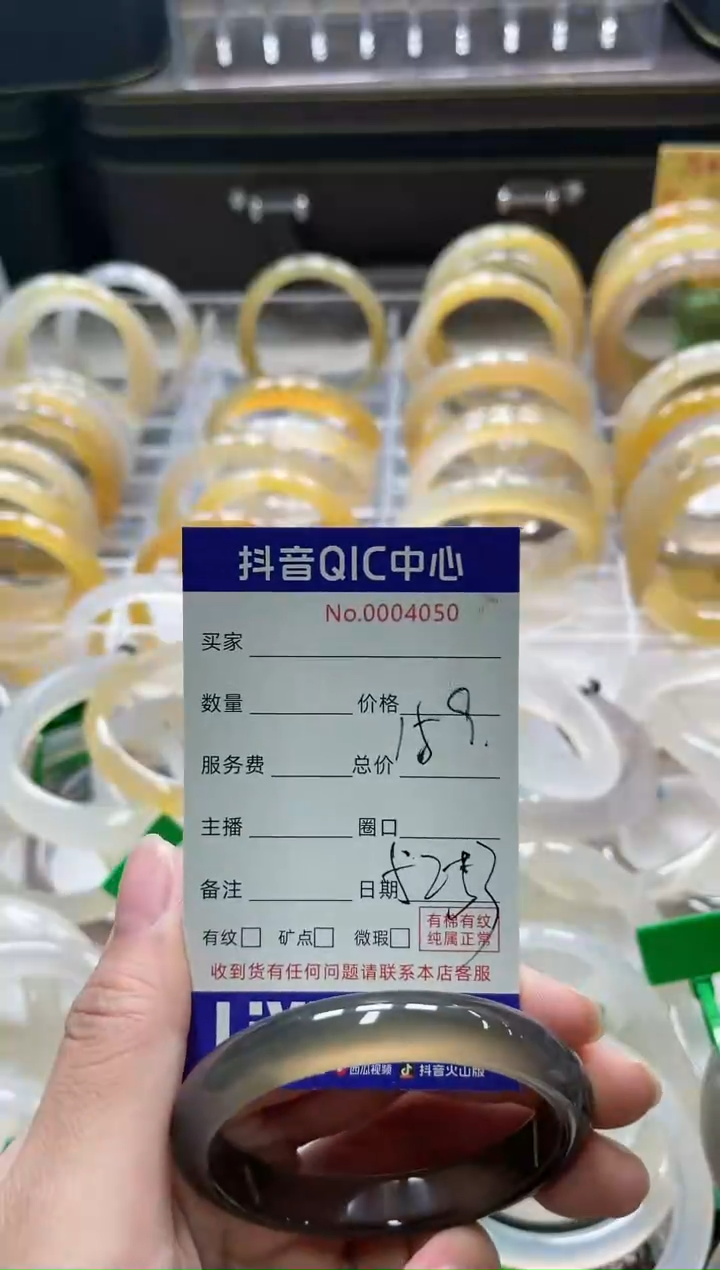 抖音QIC中心
No.0004050
买家
数量 价格
159.
服务费 总价
主播 圈口
备注 日期
有纹 矿点 微瑕
有棉有纹
纯属正常
收到货有任何问题请联系本店客服
西瓜视频 抖音火山版